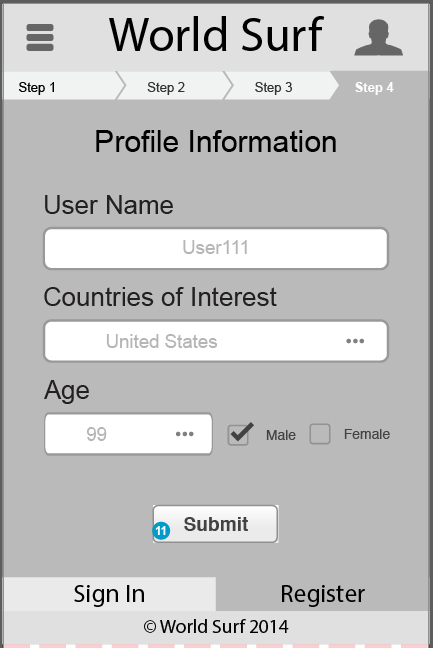 World Surf
Step 1 Step 2 Step 3 Step 4
Profile Information
User Name
User111
Countries of Interest
United States •••
Age
99 ••• Male Female
11 Submit
Sign In Register
© World Surf 2014